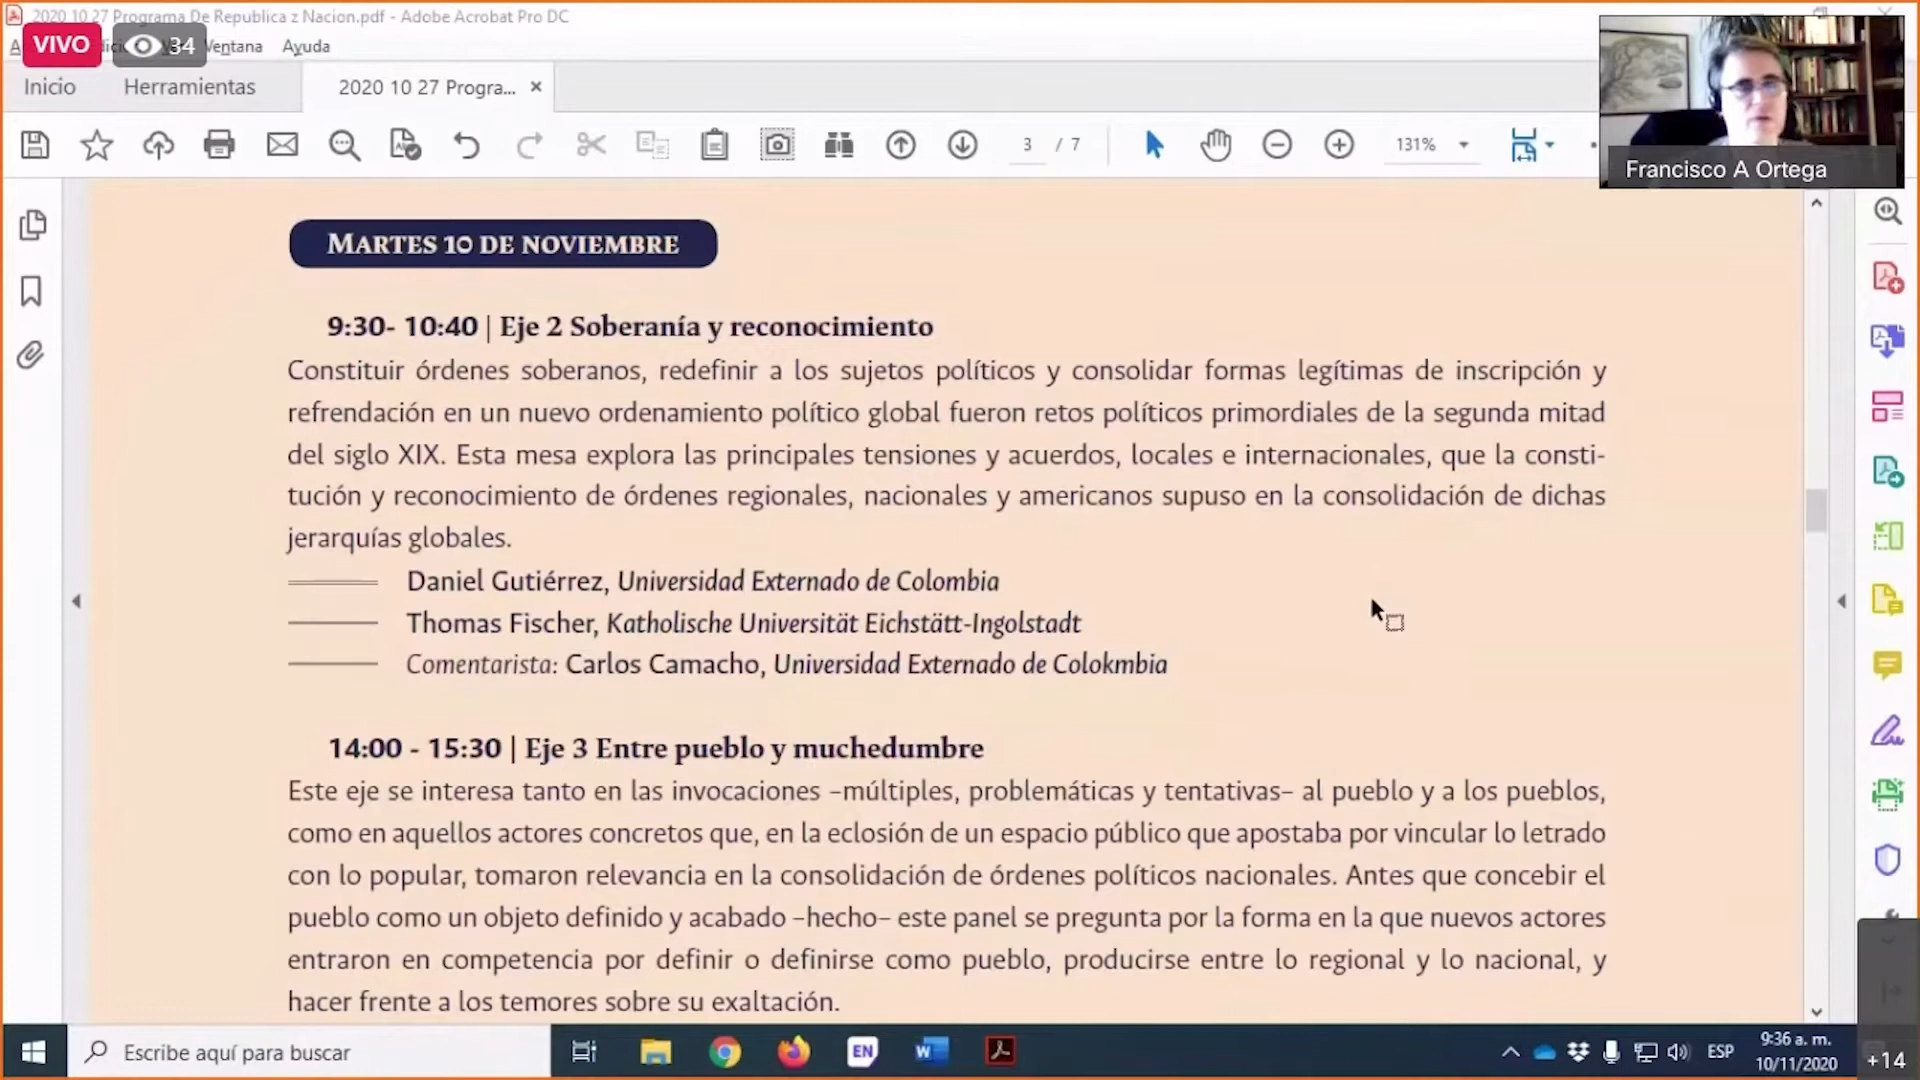 2020 10 27 Programa De Republica z Nacion.pdf - Adobe Acrobat Pro DC
VIVO 34
Ventana Ayuda
Inicio Herramientas 2020 10 27 Progra... ×
3 / 7 131%
Francisco A Ortega
MARTES 10 DE NOVIEMBRE
9:30- 10:40 | Eje 2 Soberanía y reconocimiento
Constituir órdenes soberanos, redefinir a los sujetos políticos y consolidar formas legítimas de inscripción y
refrendación en un nuevo ordenamiento político global fueron retos políticos primordiales de la segunda mitad
del siglo XIX. Esta mesa explora las principales tensiones y acuerdos, locales e internacionales, que la consti-
tución y reconocimiento de órdenes regionales, nacionales y americanos supuso en la consolidación de dichas
jerarquías globales.
Daniel Gutiérrez, Universidad Externado de Colombia
Thomas Fischer, Katholische Universität Eichstätt-Ingolstadt
Comentarista: Carlos Camacho, Universidad Externado de Colokmbia
14:00 - 15:30 | Eje 3 Entre pueblo y muchedumbre
Este eje se interesa tanto en las invocaciones –múltiples, problemáticas y tentativas– al pueblo y a los pueblos,
como en aquellos actores concretos que, en la eclosión de un espacio público que apostaba por vincular lo letrado
con lo popular, tomaron relevancia en la consolidación de órdenes políticos nacionales. Antes que concebir el
pueblo como un objeto definido y acabado –hecho– este panel se pregunta por la forma en la que nuevos actores
entraron en competencia por definir o definirse como pueblo, producirse entre lo regional y lo nacional, y
hacer frente a los temores sobre su exaltación.
Escribe aquí para buscar
EN
ESP
9:36 a. m.
10/11/2020
+14